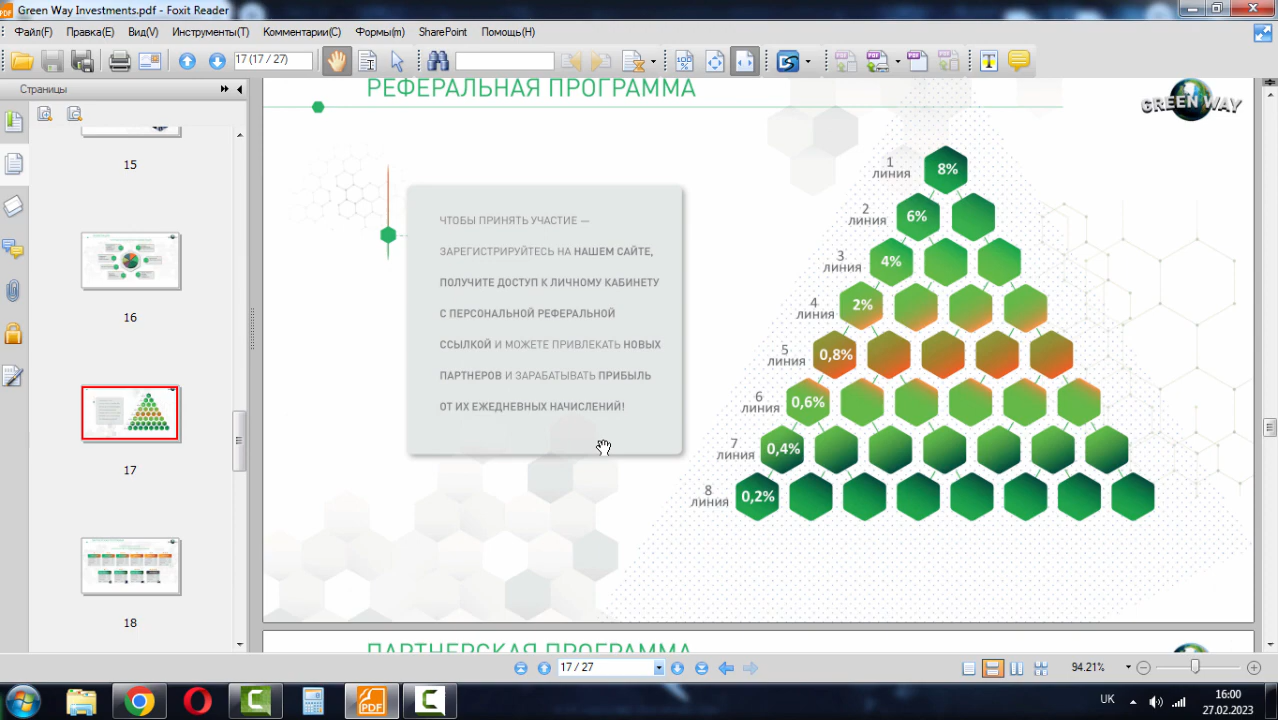 Green Way Investments.pdf - Foxit Reader
Файл(F) Правка(E) Вид(V) Инструменты(T) Комментарии(C) Формы(m) SharePoint Помощь(H)
17 (17 / 27)
Страницы
15
16
17
18
РЕФЕРАЛЬНАЯ ПРОГРАММА
GREEN WAY
ЧТОБЫ ПРИНЯТЬ УЧАСТИЕ —
ЗАРЕГИСТРИРУЙТЕСЬ НА НАШЕМ САЙТЕ,
ПОЛУЧИТЕ ДОСТУП К ЛИЧНОМУ КАБИНЕТУ
С ПЕРСОНАЛЬНОЙ РЕФЕРАЛЬНОЙ
ССЫЛКОЙ И МОЖЕТЕ ПРИВЛЕКАТЬ НОВЫХ
ПАРТНЕРОВ И ЗАРАБАТЫВАТЬ ПРИБЫЛЬ
ОТ ИХ ЕЖЕДНЕВНЫХ НАЧИСЛЕНИЙ!
1 ЛИНИЯ 8%
2 ЛИНИЯ 6%
3 ЛИНИЯ 4%
4 ЛИНИЯ 2%
5 ЛИНИЯ 0,8%
6 ЛИНИЯ 0,6%
7 ЛИНИЯ 0,4%
8 ЛИНИЯ 0,2%
ПАРТНЕРСКАЯ ПРОГРАММА
17 / 27
94.21%
PDF
UK
16:00
27.02.2023